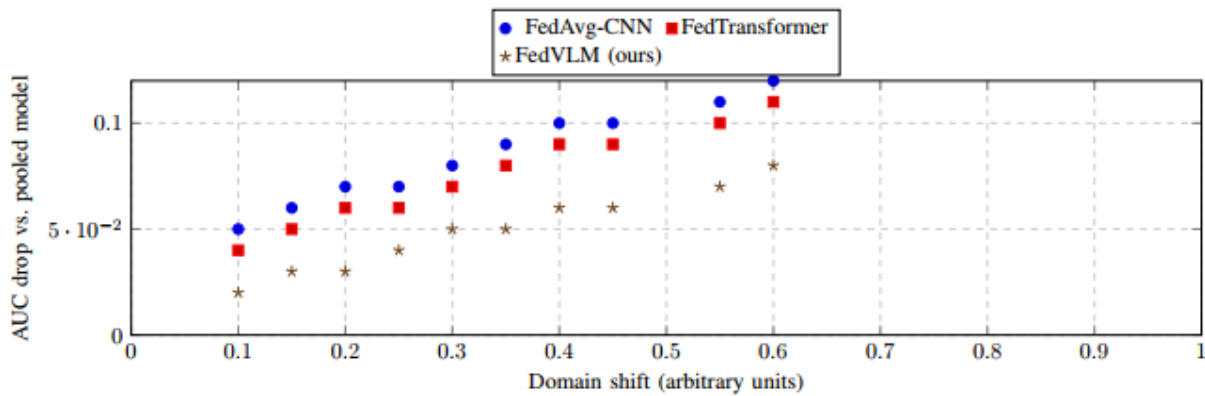 FedAvg-CNN FedTransformer
FedVLM (ours)
AUC drop vs. pooled model
0.1
5 · 10⁻²
0
0 0.1 0.2 0.3 0.4 0.5 0.6 0.7 0.8 0.9 1
Domain shift (arbitrary units)